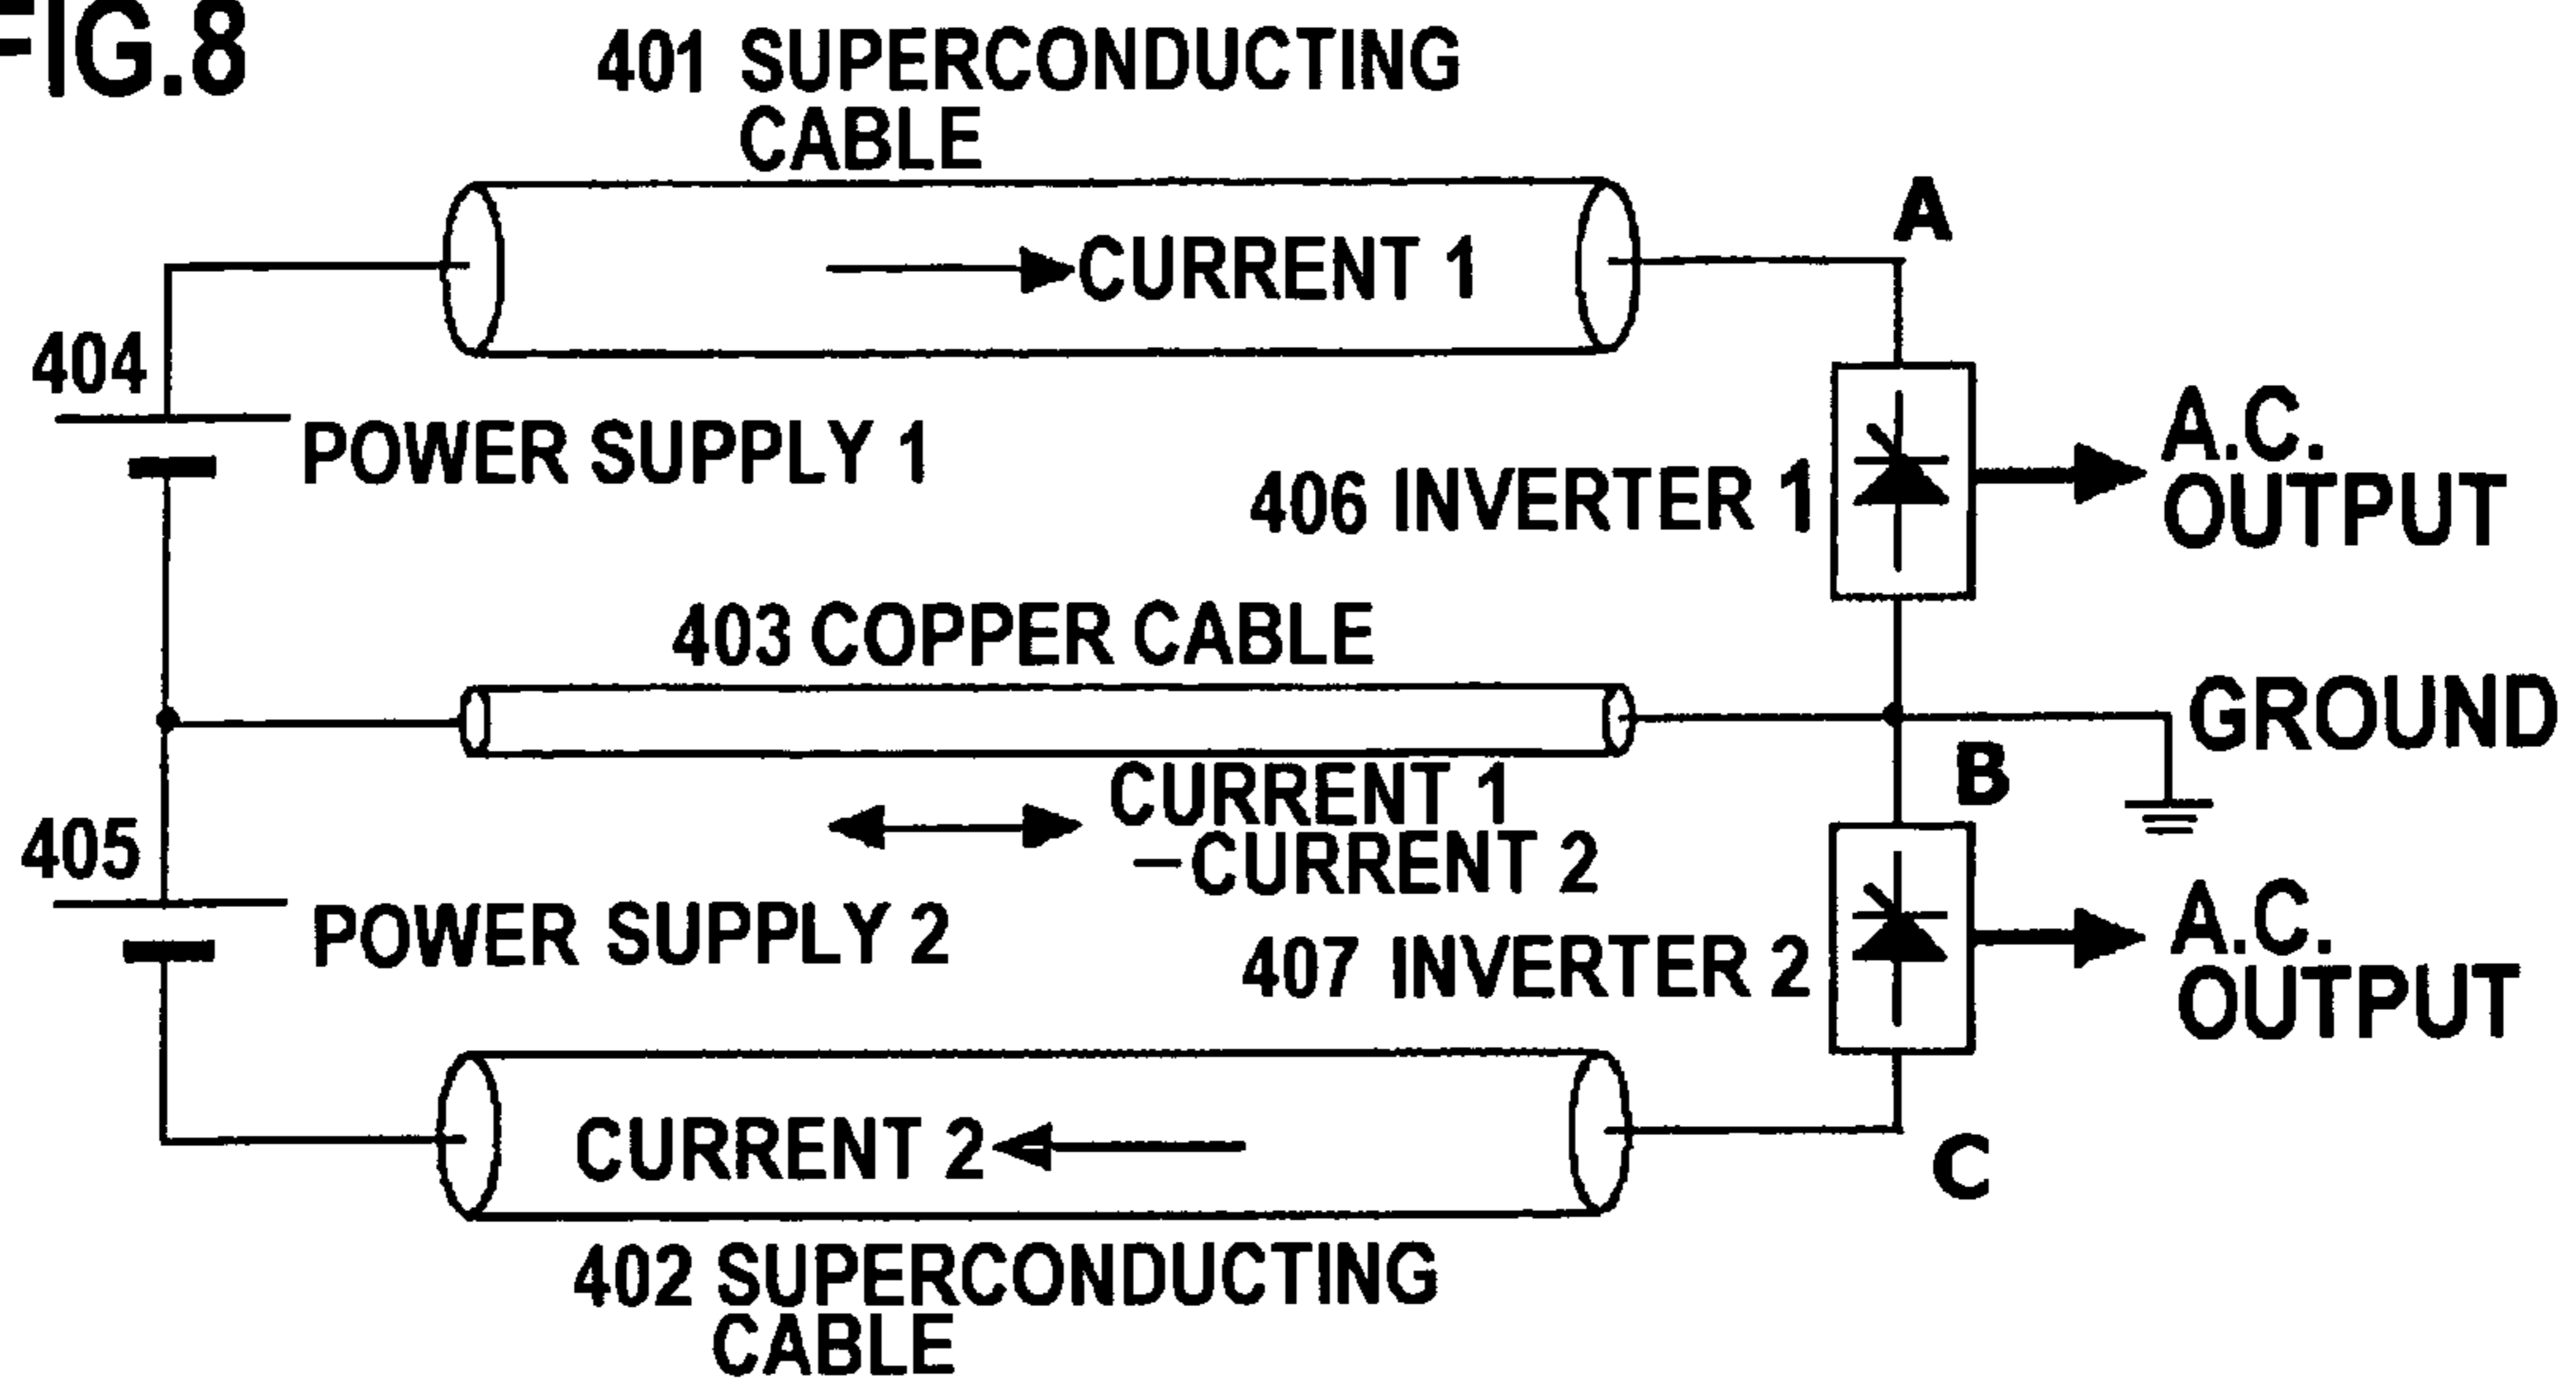 FIG.8
401 SUPERCONDUCTING
CABLE
CURRENT 1
A
404
POWER SUPPLY 1
406 INVERTER 1
A.C.
OUTPUT
403 COPPER CABLE
GROUND
B
CURRENT 1
–CURRENT 2
405
POWER SUPPLY 2
407 INVERTER 2
A.C.
OUTPUT
CURRENT 2
C
402 SUPERCONDUCTING
CABLE